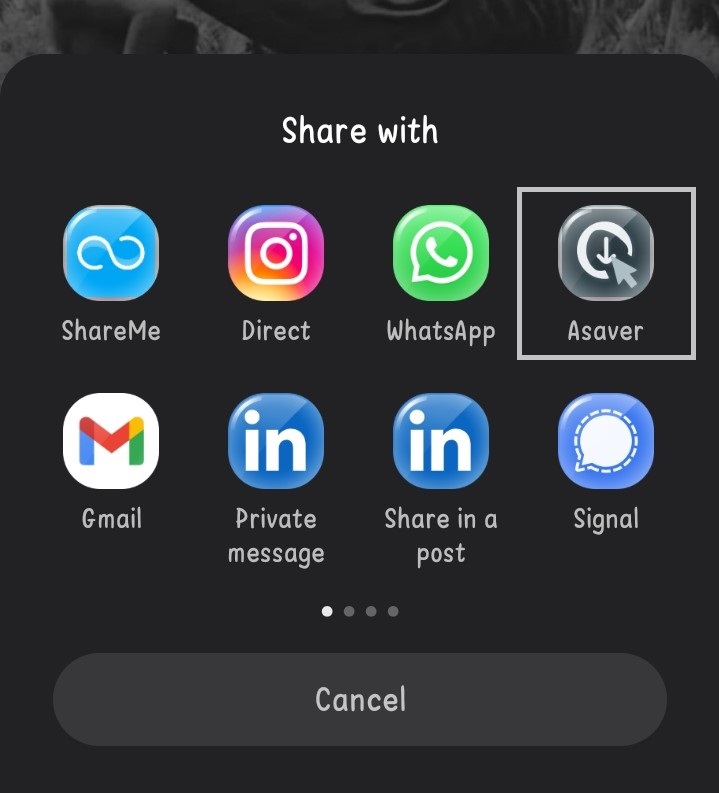 Share with
ShareMe
Direct
WhatsApp
Asaver
in
in
Gmail
Private
message
Share in a
post
Signal
Cancel